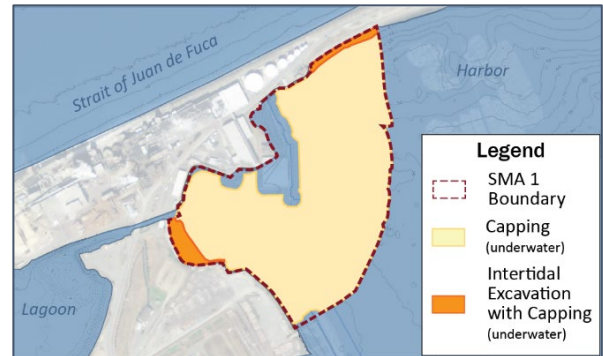 Strait of Juan de Fuca
Harbor
Lagoon
Legend
SMA 1
Boundary
Capping
(underwater)
Intertidal
Excavation
with Capping
(underwater)